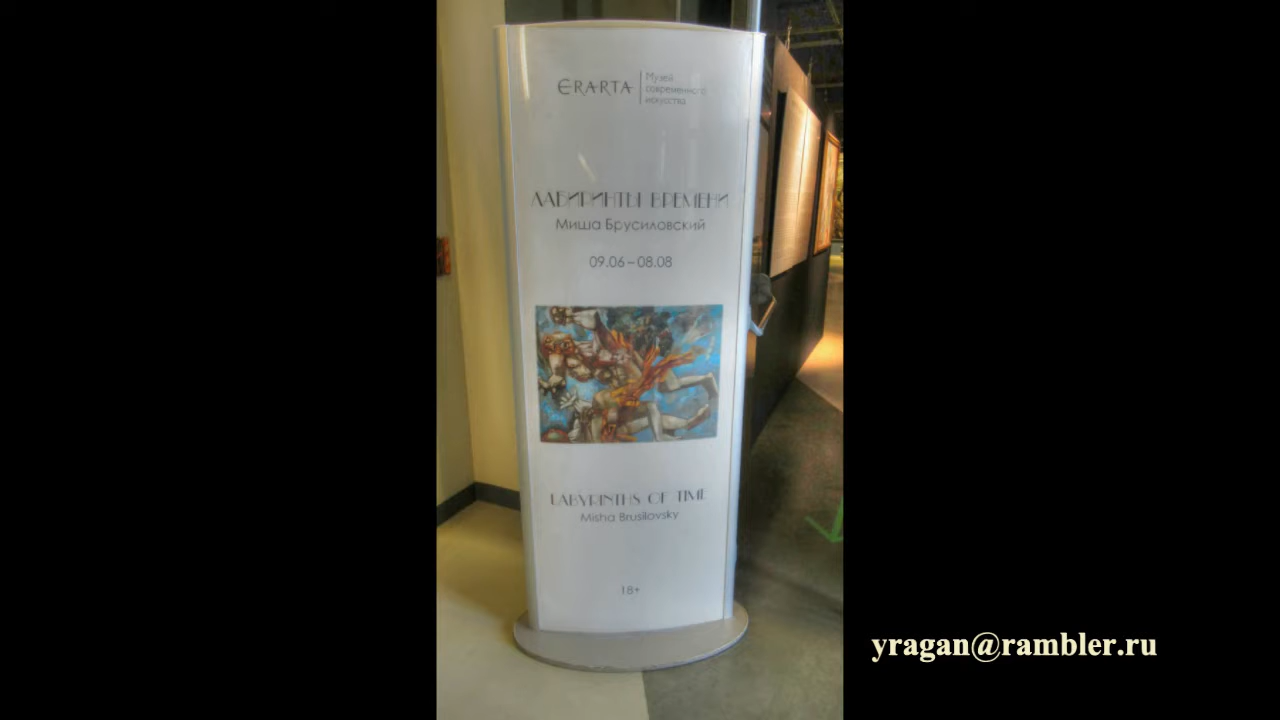 ERARTA
Музей
современного
искусства
ЛАБИРИНТЫ ВРЕМЕНИ
Миша Брусиловский
09.06 – 08.08
LABYRINTHS OF TIME
Misha Brusilovsky
18+
yragan@rambler.ru